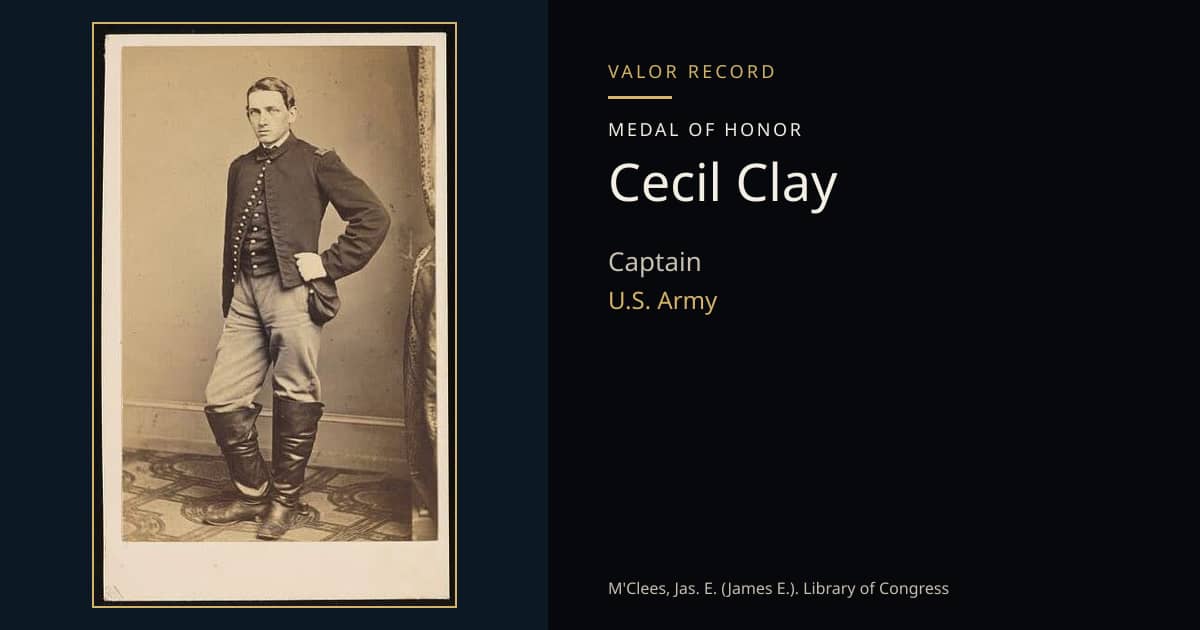 VALOR RECORD
MEDAL OF HONOR
Cecil Clay
Captain
U.S. Army
M'Clees, Jas. E. (James E.). Library of Congress